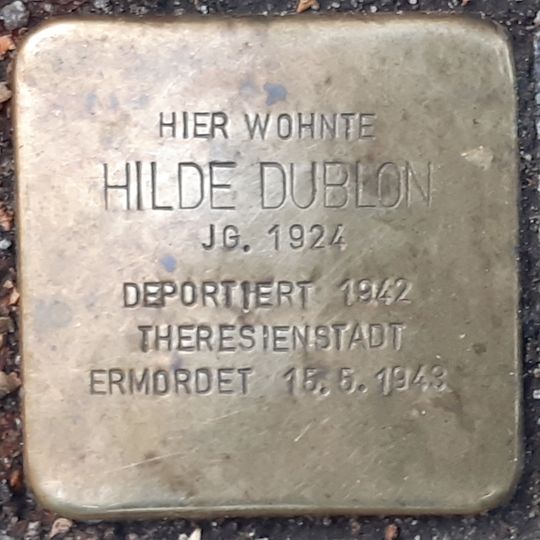 HIER WOHNTE
HILDE DUBLON
JG. 1924
DEPORTIERT 1942
THERESIENSTADT
ERMORDET 15.5.1943